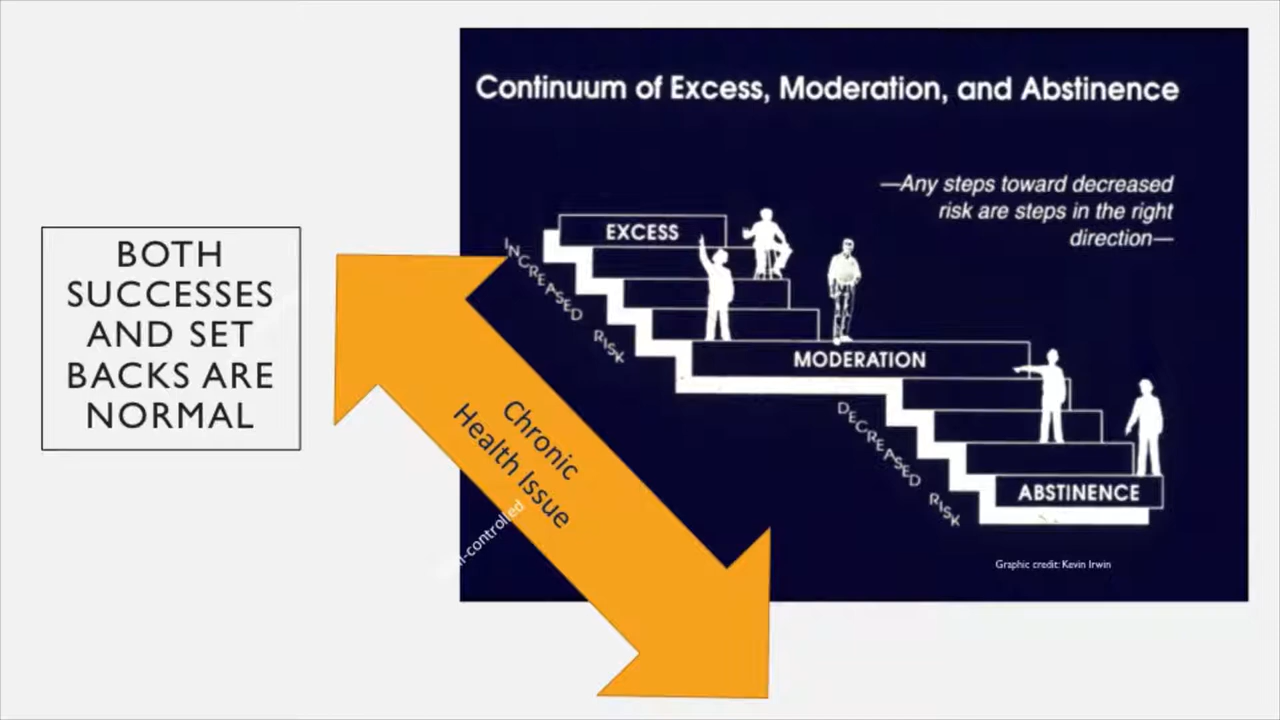 BOTH
SUCCESSES
AND SET
BACKS ARE
NORMAL
Continuum of Excess, Moderation, and Abstinence
—Any steps toward decreased
risk are steps in the right
direction—
EXCESS
INCREASED RISK
MODERATION
DECREASED RISK
ABSTINENCE
Chronic
Health Issue
Graphic credit: Kevin Irwin